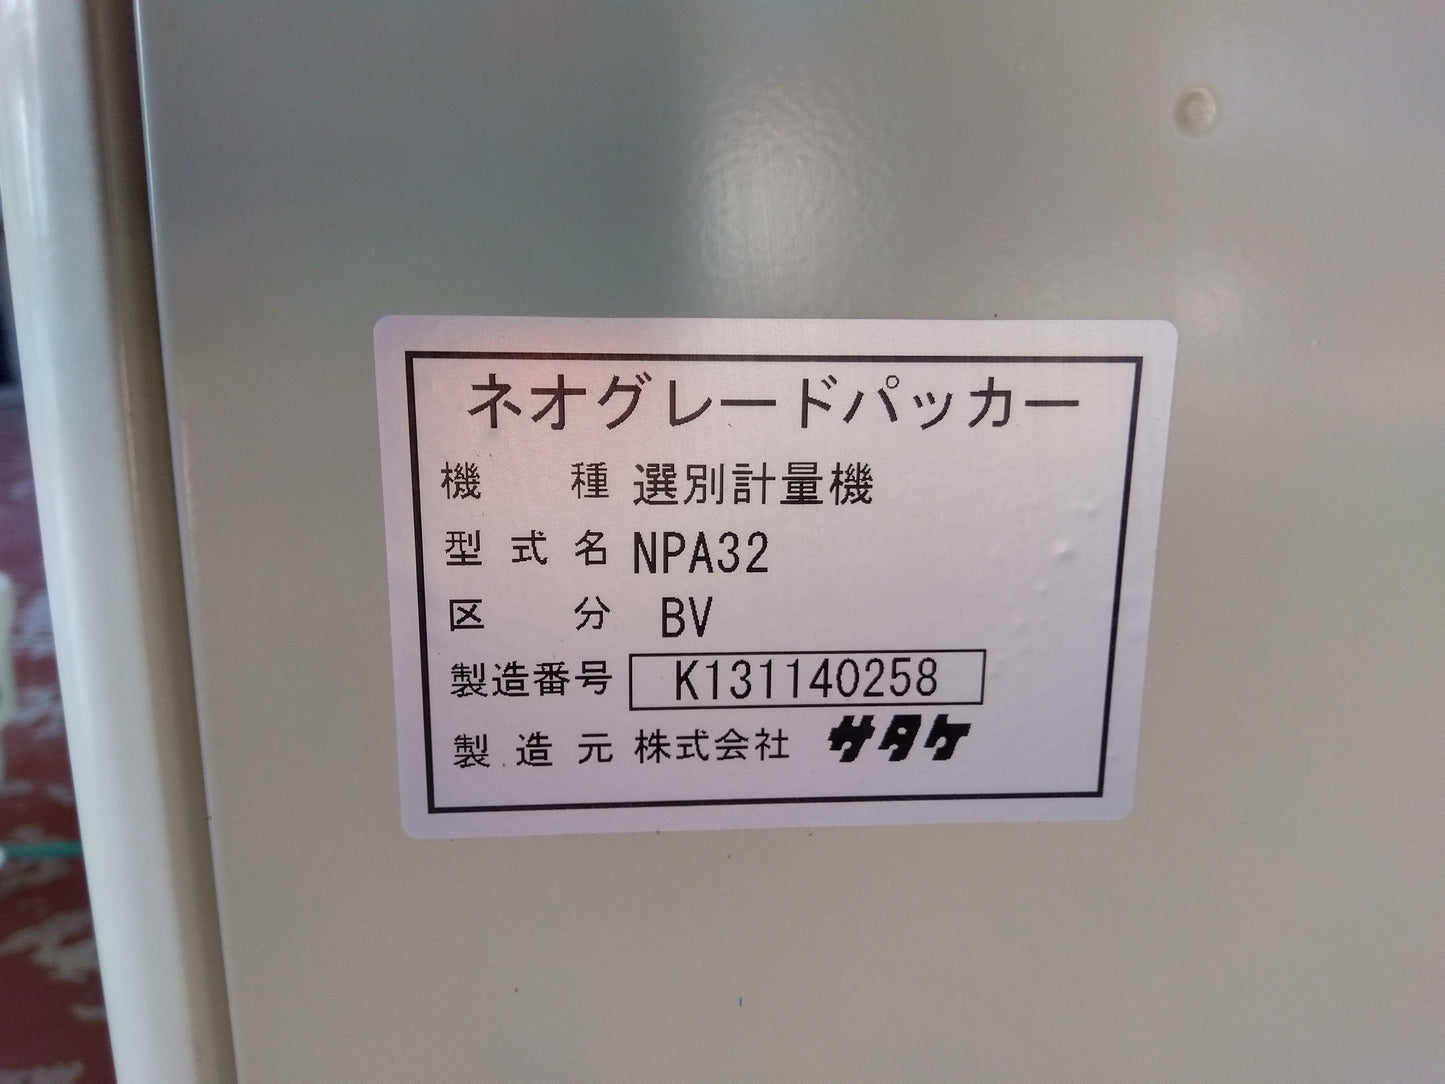 ネオグレードパッカー
機種 選別計量機
型式名 NPA32
区分 BV
製造番号 K131140258
製造元 株式会社 サタケ